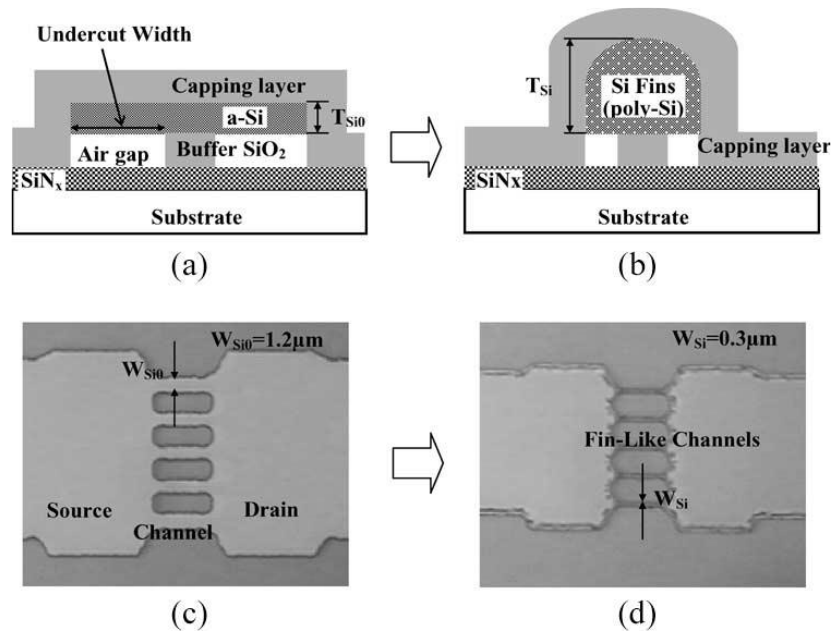 Undercut Width
Capping layer
a-Si
T_Si0
Air gap
Buffer SiO₂
SiNₓ
Substrate
(a)
T_Si
Si Fins
(poly-Si)
Capping layer
SiNx
Substrate
(b)
W_Si0=1.2μm
W_Si0
Source
Drain
Channel
(c)
W_Si=0.3μm
Fin-Like Channels
W_Si
(d)